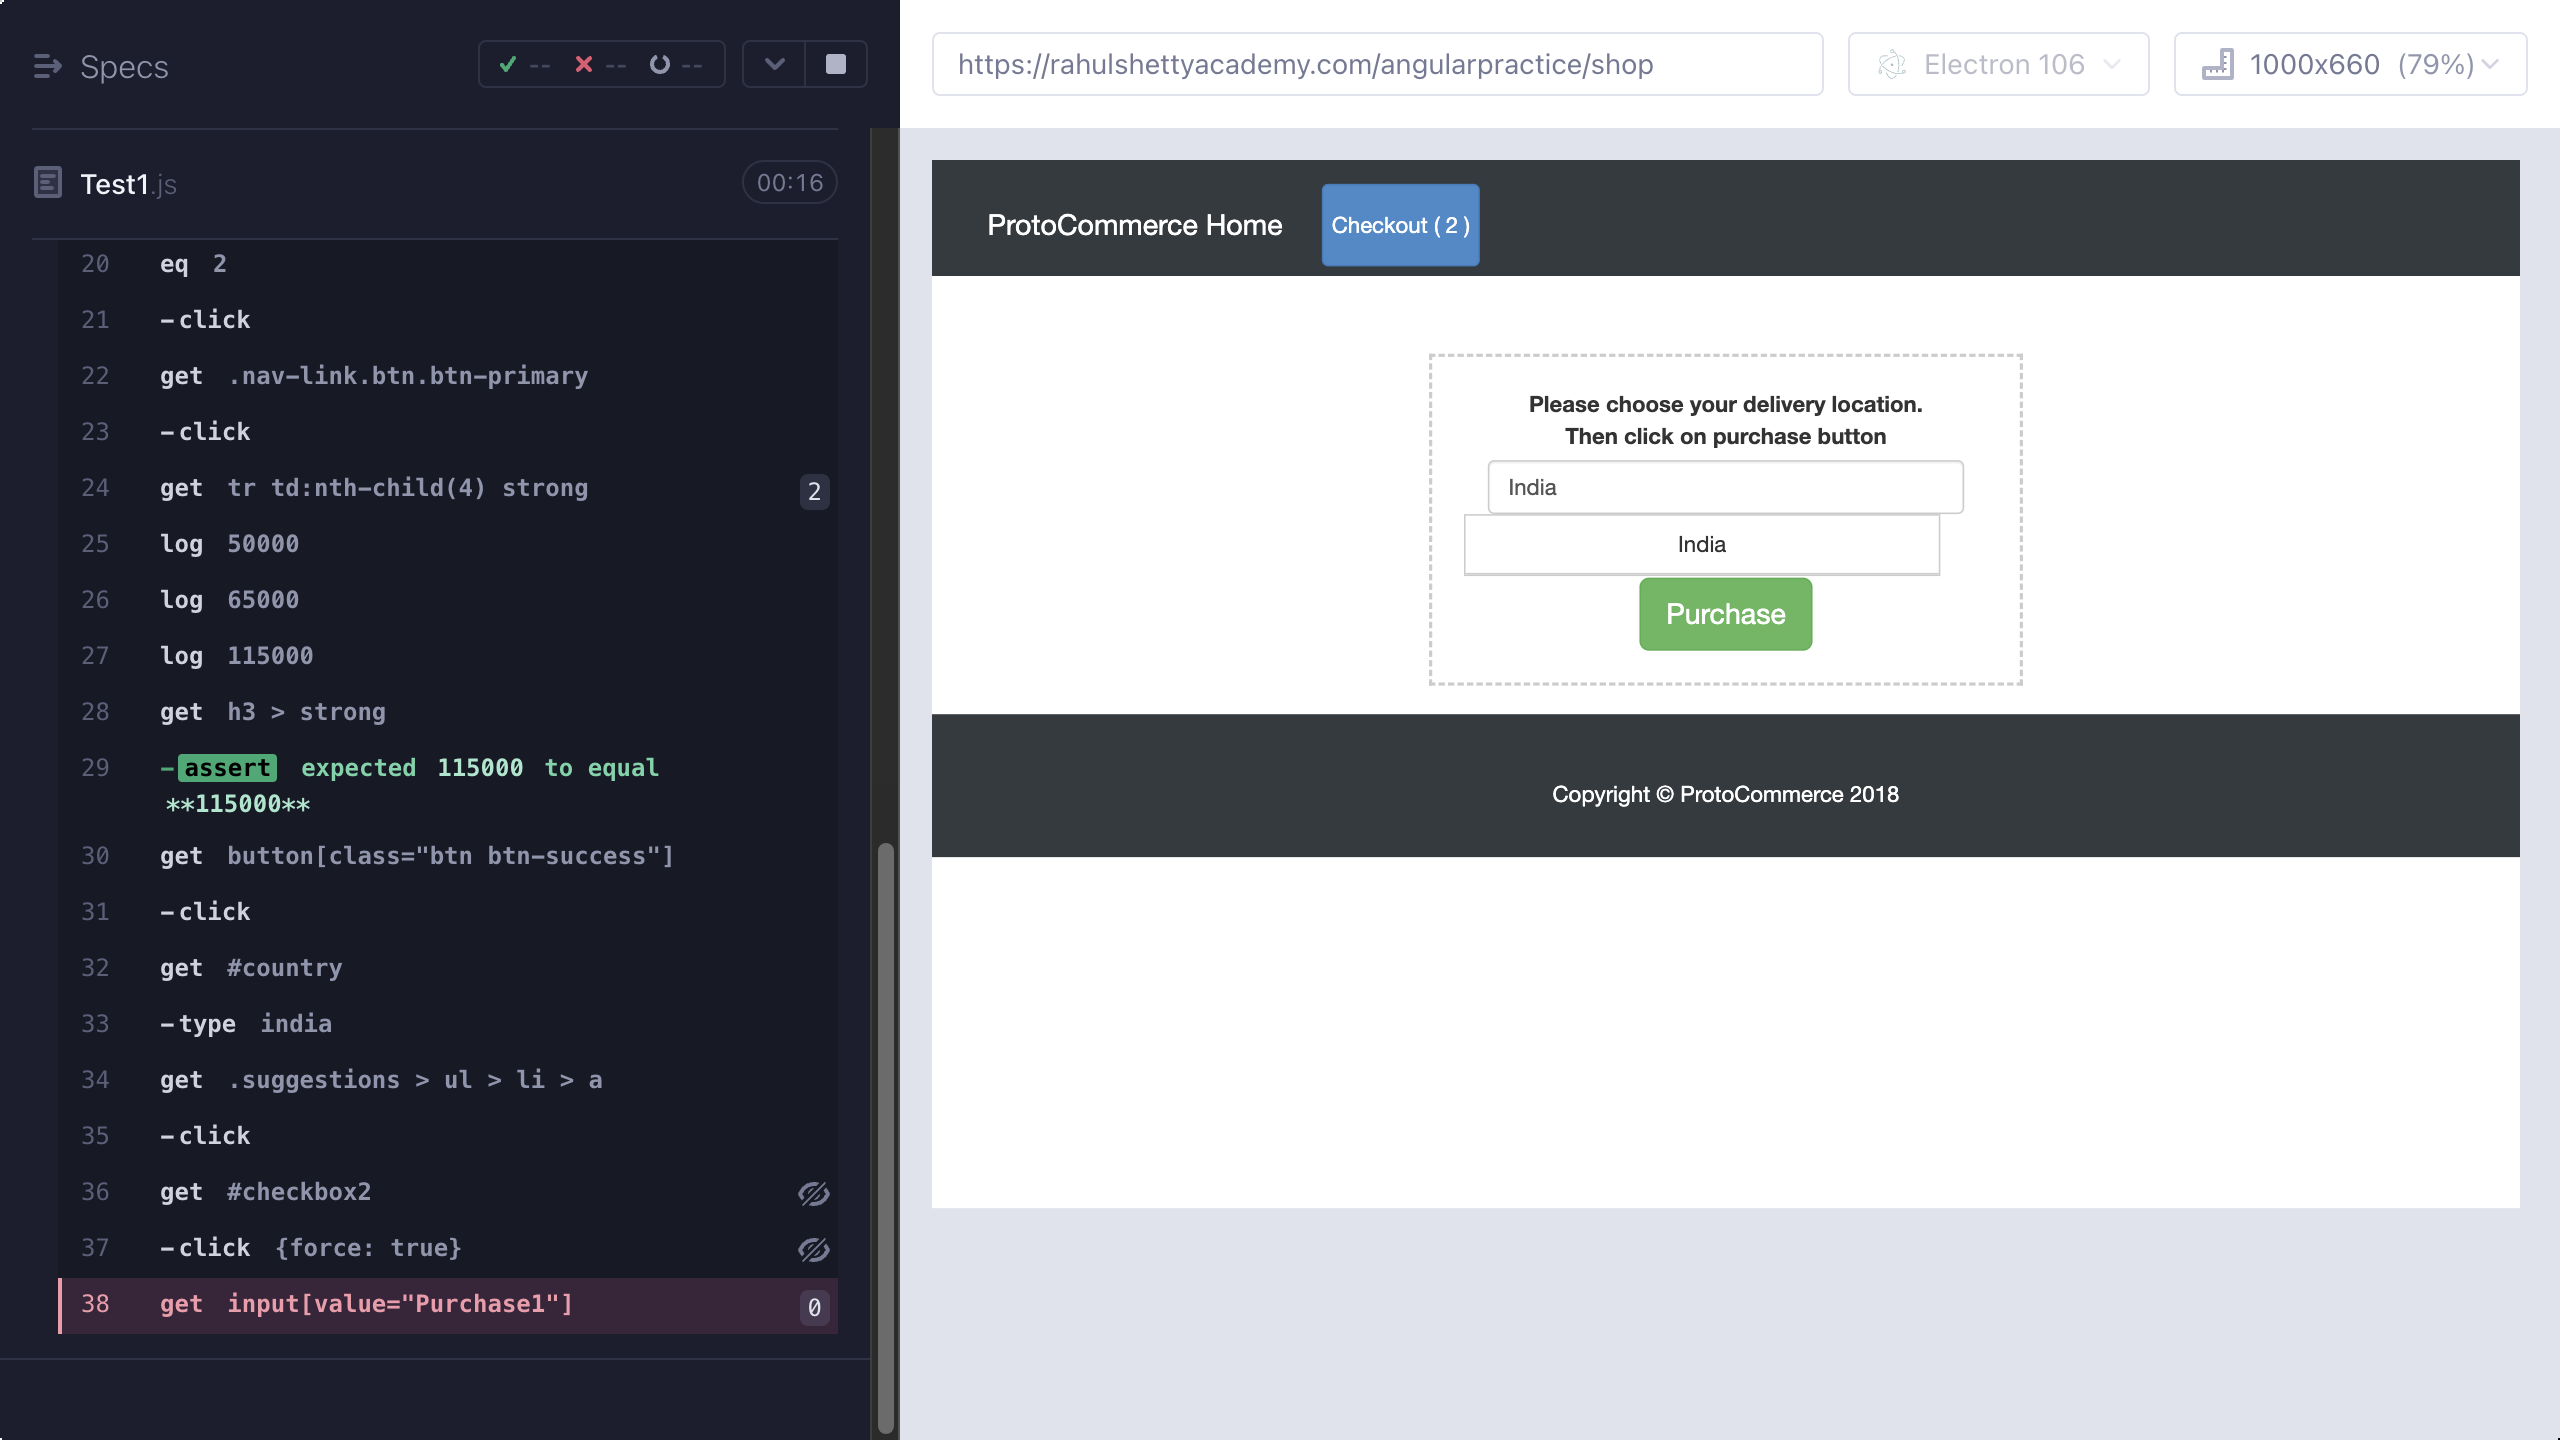 Specs
-- -- --
Test1.js
00:16
20 eq 2
21 -click
22 get .nav-link.btn.btn-primary
23 -click
24 get tr td:nth-child(4) strong 2
25 log 50000
26 log 65000
27 log 115000
28 get h3 > strong
29 -assert expected 115000 to equal
**115000**
30 get button[class="btn btn-success"]
31 -click
32 get #country
33 -type india
34 get .suggestions > ul > li > a
35 -click
36 get #checkbox2
37 -click {force: true}
38 get input[value="Purchase1"] 0
https://rahulshettyacademy.com/angularpractice/shop
Electron 106
1000x660 (79%)
ProtoCommerce Home
Checkout ( 2 )
Please choose your delivery location.
Then click on purchase button
India
India
Purchase
Copyright © ProtoCommerce 2018